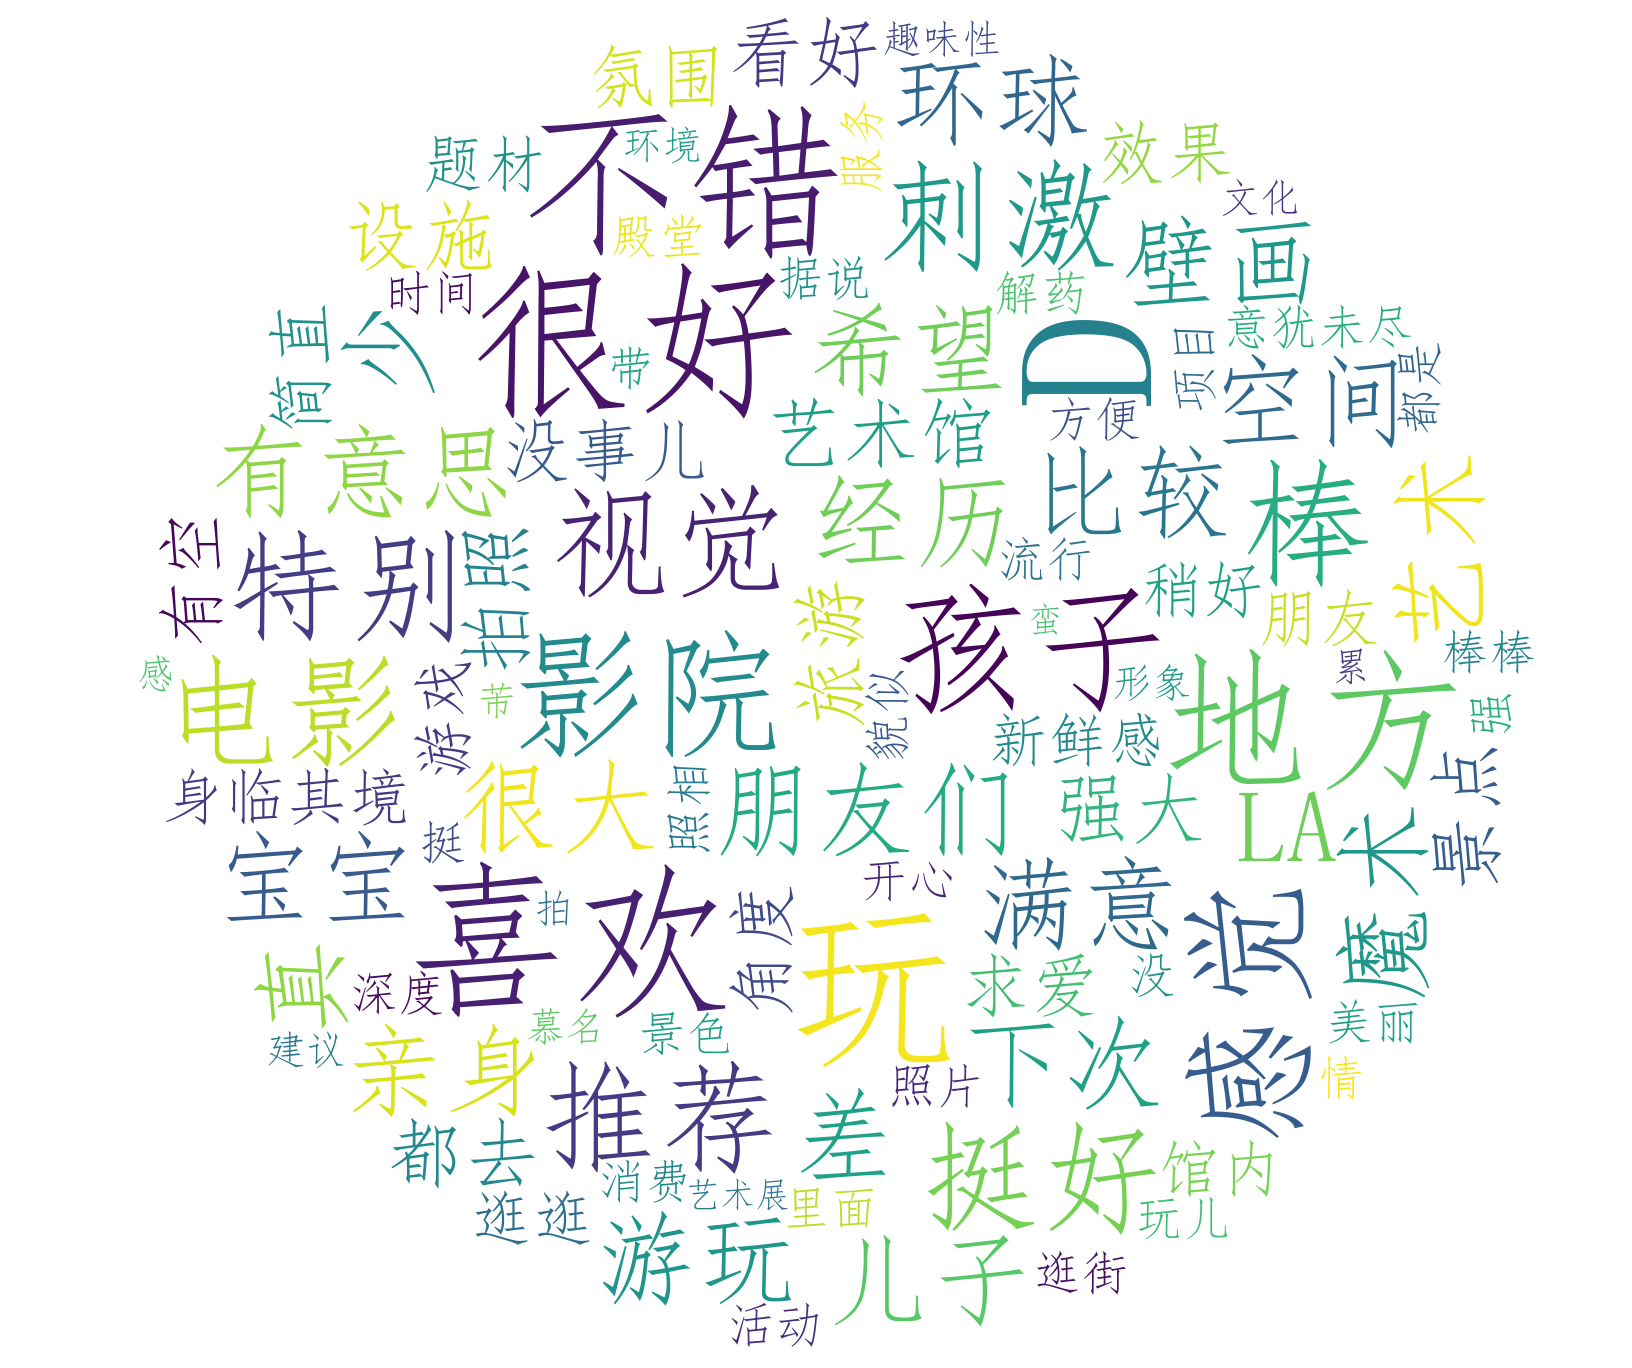 看好
趣味性
氛围
环球
不错
环境
服务
题材
刺激
效果
文化
设施
殿堂
壁画
据说
解药
时间
很好
希望
D
意犹未尽
简直
少
带
项目
空间
都是
艺术馆
方便
有意思
没事儿
比较
经历
棒
艺术
视觉
特别
有空
拍照
流行
稍好
朋友
孩子
蛮
旅游
棒棒
累
感
电影
游戏
苦
影院
貌似
形象
地方
强
新鲜感
身临其境
很大
照相
朋友们
强大
LA
魔术
景点
宝宝
挺
喜欢
拍
开心
角度
满意
感觉
真
深度
玩
求爱
没
美丽
建议
慕名
景色
亲身
下次
情
推荐
照片
差
挺好
都去
馆内
消费
艺术展
里面
逛逛
游玩
玩儿
儿子
逛街
活动